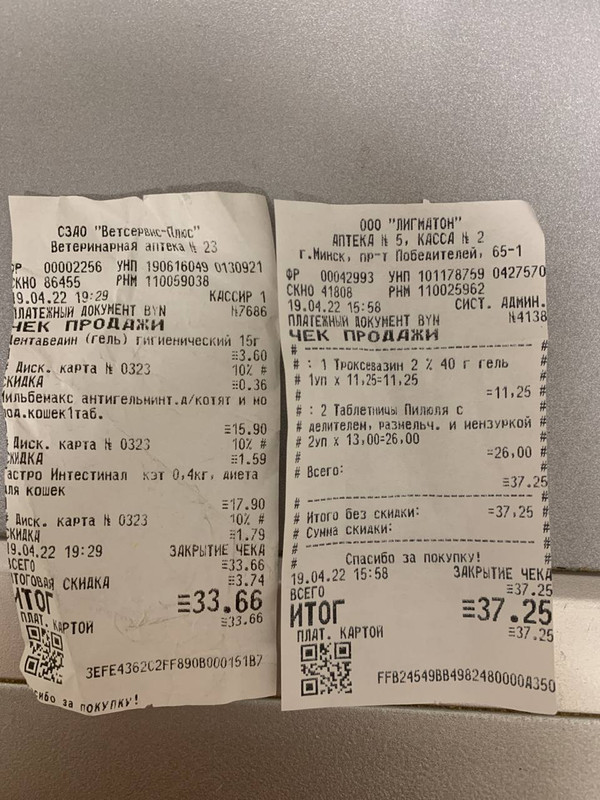 СЗАО "Ветсервис-Плюс"
Ветеринарная аптека № 23
ФР 00002256 УНП 190616049 0130921
СКНО 86455 РНМ 110059038
19.04.22 19:29 КАССИР 1
ПЛАТЕЖНЫЙ ДОКУМЕНТ BYN №7686
ЧЕК ПРОДАЖИ
Дентаведин (гель) гигиенический 15г
≡3.60
# Диск. карта № 0323 10% #
СКИДКА ≡0.36
Мильбемакс антигельминт.д/котят и мо
лод.кошек1таб.
≡15.90
# Диск. карта № 0323 10% #
СКИДКА ≡1.59
Гастро Интестинал кэт 0,4кг, диета
для кошек
≡17.90
# Диск. карта № 0323 10% #
СКИДКА ≡1.79
19.04.22 19:29 ЗАКРЫТИЕ ЧЕКА
ВСЕГО ≡33.66
ИТОГОВАЯ СКИДКА ≡3.74
ИТОГ ≡33.66
ПЛАТ. КАРТОЙ ≡33.66
3EFE4362C2FF890B000151B7
Спасибо за покупку!
ООО "ЛИГМАТОН"
АПТЕКА № 5, КАССА № 2
г.Минск, пр-т Победителей, 65-1
ФР 00042993 УНП 101178759 0427570
СКНО 41808 РНМ 110025962
19.04.22 15:58 СИСТ. АДМИН.
ПЛАТЕЖНЫЙ ДОКУМЕНТ BYN №4138
ЧЕК ПРОДАЖИ
# ------------------------------ #
# : 1 Троксевазин 2 % 40 г гель #
# 1уп x 11,25=11,25 #
# =11,25 #
# : 2 Таблетницы Пилюля с #
# делителем, размельч. и мензуркой #
# 2уп x 13,00=26,00 #
# =26,00 #
# Всего: #
≡37.25
# ------------------------------ #
# Итого без скидки: =37,25 #
# Сумма скидки: #
# ------------------------------ #
# Спасибо за покупку! #
19.04.22 15:58 ЗАКРЫТИЕ ЧЕКА
ВСЕГО ≡37.25
ИТОГ ≡37.25
ПЛАТ. КАРТОЙ ≡37.25
FFB24549BB4982480000A350